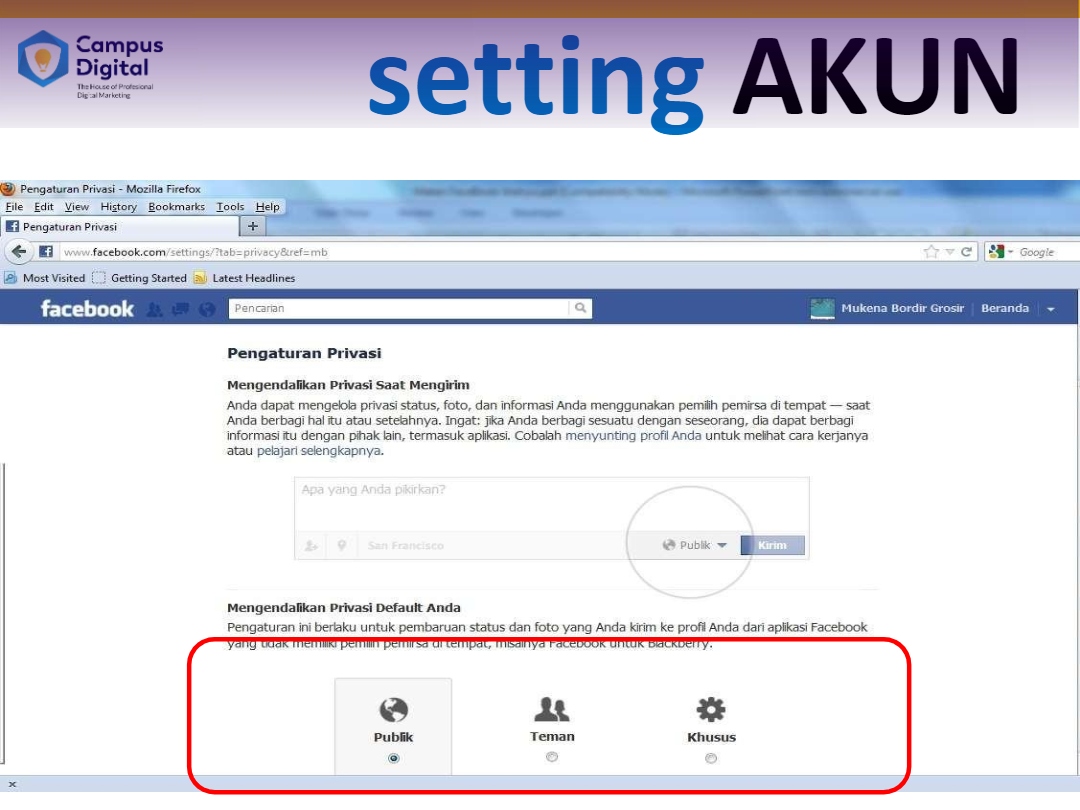 Campus
Digital
The House of Profesional
Digital Marketing
setting AKUN
Pengaturan Privasi - Mozilla Firefox
File Edit View History Bookmarks Tools Help
Pengaturan Privasi +
www.facebook.com/settings/?tab=privacy&ref=mb
Google
Most Visited Getting Started Latest Headlines
facebook Pencarian Mukena Bordir Grosir Beranda
Pengaturan Privasi
Mengendalikan Privasi Saat Mengirim
Anda dapat mengelola privasi status, foto, dan informasi Anda menggunakan pemilih pemirsa di tempat — saat
Anda berbagi hal itu atau setelahnya. Ingat: jika Anda berbagi sesuatu dengan seseorang, dia dapat berbagi
informasi itu dengan pihak lain, termasuk aplikasi. Cobalah menyunting profil Anda untuk melihat cara kerjanya
atau pelajari selengkapnya.
Apa yang Anda pikirkan?
San Francisco Publik Kirim
Mengendalikan Privasi Default Anda
Pengaturan ini berlaku untuk pembaruan status dan foto yang Anda kirim ke profil Anda dari aplikasi Facebook
yang tidak memiliki pemilih pemirsa di tempat, misalnya Facebook untuk Blackberry.
Publik Teman Khusus